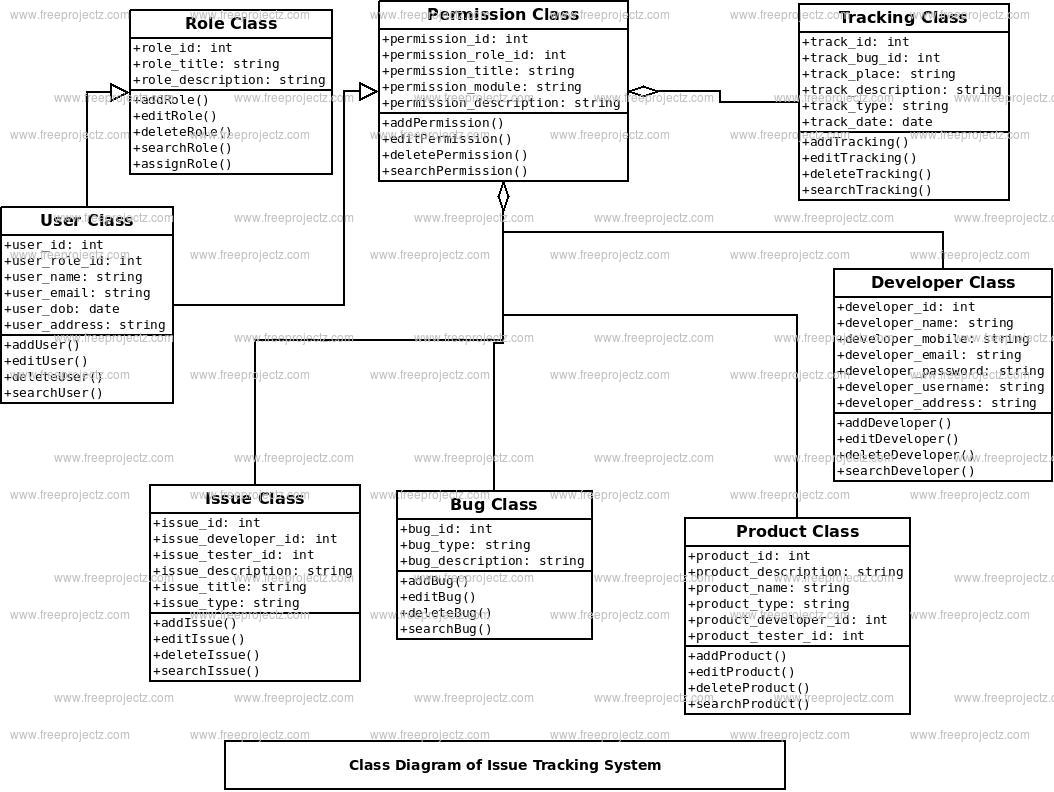 Role Class
+role_id: int
+role_title: string
+role_description: string
+addRole()
+editRole()
+deleteRole()
+searchRole()
+assignRole()
Permission Class
+permission_id: int
+permission_role_id: int
+permission_title: string
+permission_module: string
+permission_description: string
+addPermission()
+editPermission()
+deletePermission()
+searchPermission()
Tracking Class
+track_id: int
+track_bug_id: int
+track_place: string
+track_description: string
+track_type: string
+track_date: date
+addTracking()
+editTracking()
+deleteTracking()
+searchTracking()
User Class
+user_id: int
+user_role_id: int
+user_name: string
+user_email: string
+user_dob: date
+user_address: string
+addUser()
+editUser()
+deleteUser()
+searchUser()
Developer Class
+developer_id: int
+developer_name: string
+developer_mobile: string
+developer_email: string
+developer_password: string
+developer_username: string
+developer_address: string
+addDeveloper()
+editDeveloper()
+deleteDeveloper()
+searchDeveloper()
Issue Class
+issue_id: int
+issue_developer_id: int
+issue_tester_id: int
+issue_description: string
+issue_title: string
+issue_type: string
+addIssue()
+editIssue()
+deleteIssue()
+searchIssue()
Bug Class
+bug_id: int
+bug_type: string
+bug_description: string
+addBug()
+editBug()
+deleteBug()
+searchBug()
Product Class
+product_id: int
+product_description: string
+product_name: string
+product_type: string
+product_developer_id: int
+product_tester_id: int
+addProduct()
+editProduct()
+deleteProduct()
+searchProduct()
Class Diagram of Issue Tracking System
www.freeprojectz.com